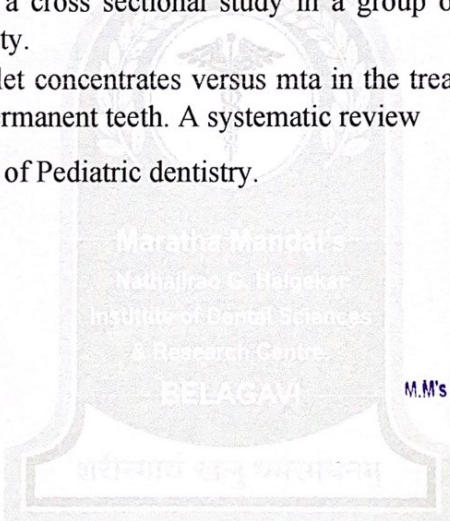 a cross sectional study in a group o
ty.
let concentrates versus mta in the trea
rmanent teeth. A systematic review
of Pediatric dentistry.
Maratha Mandal's
Nathajirao G. Halgekar
Institute of Dental Sciences
& Research Centre.
BELAGAVI
M.M's